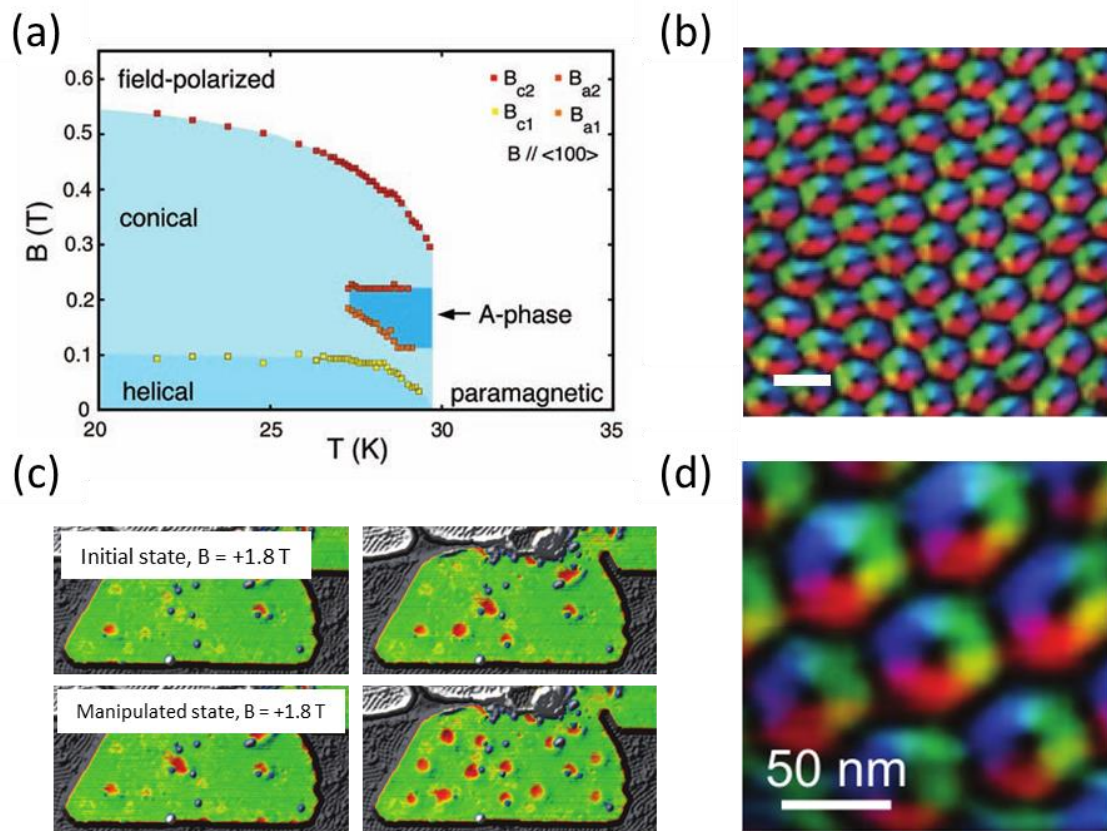 (a)
field-polarized
conical
helical
paramagnetic
A-phase
B_c2
B_a2
B_c1
B_a1
B // <100>
B (T)
0.6
0.5
0.4
0.3
0.2
0.1
0
20
25
30
35
T (K)
(b)
(c)
Initial state, B = +1.8 T
Manipulated state, B = +1.8 T
(d)
50 nm